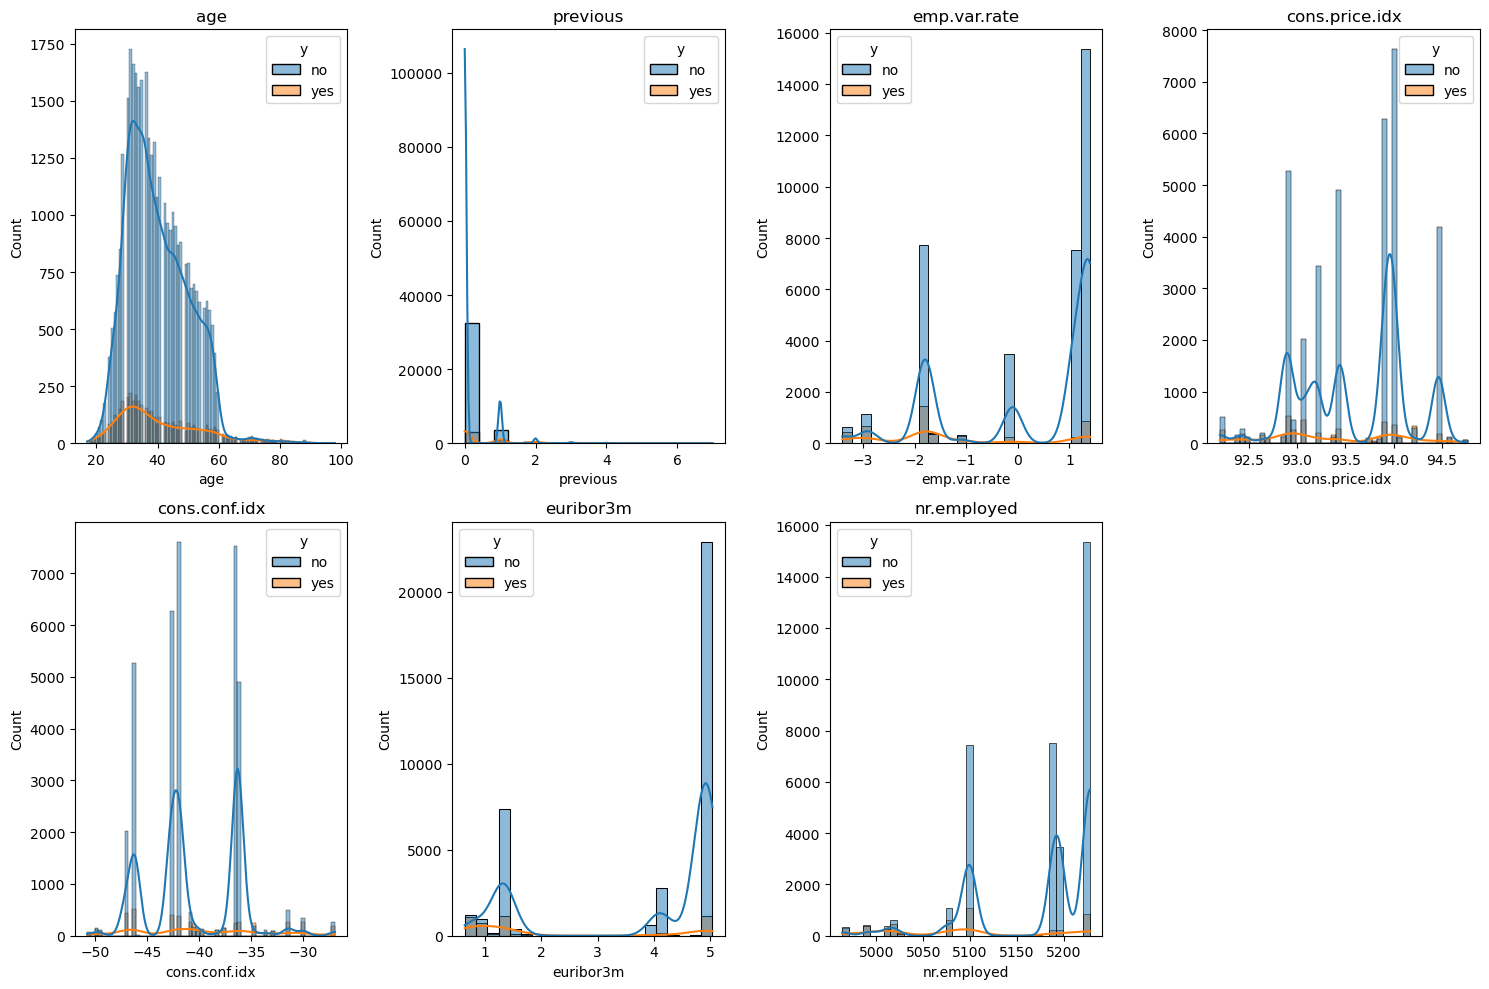 age
Count
1750
1500
1250
1000
750
500
250
0
y
no
yes
20 40 60 80 100
age
previous
Count
100000
80000
60000
40000
20000
0
y
no
yes
0 2 4 6
previous
emp.var.rate
Count
16000
14000
12000
10000
8000
6000
4000
2000
0
y
no
yes
−3 −2 −1 0 1
emp.var.rate
cons.price.idx
Count
8000
7000
6000
5000
4000
3000
2000
1000
0
y
no
yes
92.5 93.0 93.5 94.0 94.5
cons.price.idx
cons.conf.idx
Count
7000
6000
5000
4000
3000
2000
1000
0
y
no
yes
−50 −45 −40 −35 −30
cons.conf.idx
euribor3m
Count
20000
15000
10000
5000
0
y
no
yes
1 2 3 4 5
euribor3m
nr.employed
Count
16000
14000
12000
10000
8000
6000
4000
2000
0
y
no
yes
5000 5050 5100 5150 5200
nr.employed